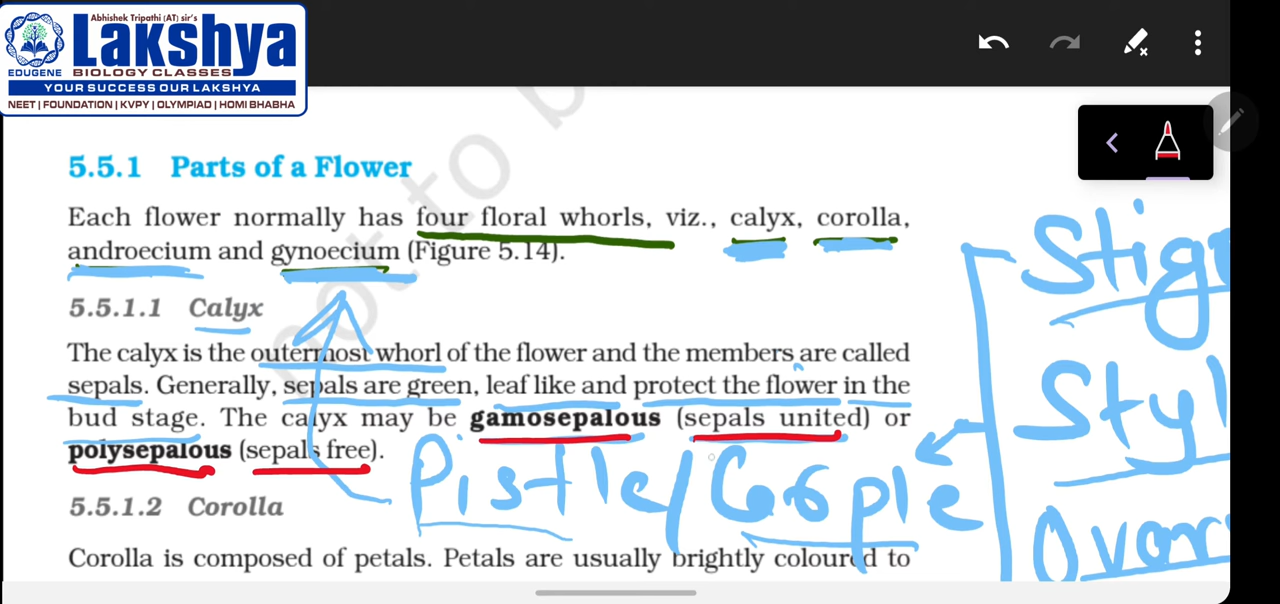 Abhishek Tripathi (AT) sir's
Lakshya
EDUGENE BIOLOGY CLASSES
YOUR SUCCESS OUR LAKSHYA
NEET | FOUNDATION | KVPY | OLYMPIAD | HOMI BHABHA
not to b
5.5.1 Parts of a Flower
Each flower normally has four floral whorls, viz., calyx, corolla,
androecium and gynoecium (Figure 5.14).
5.5.1.1 Calyx
The calyx is the outermost whorl of the flower and the members are called
sepals. Generally, sepals are green, leaf like and protect the flower in the
bud stage. The calyx may be gamosepalous (sepals united) or
polysepalous (sepals free).
Pistle/
5.5.1.2 Corolla
Corolla is composed of petals. Petals are usually brightly coloured to
Stig
Styl
Ovar